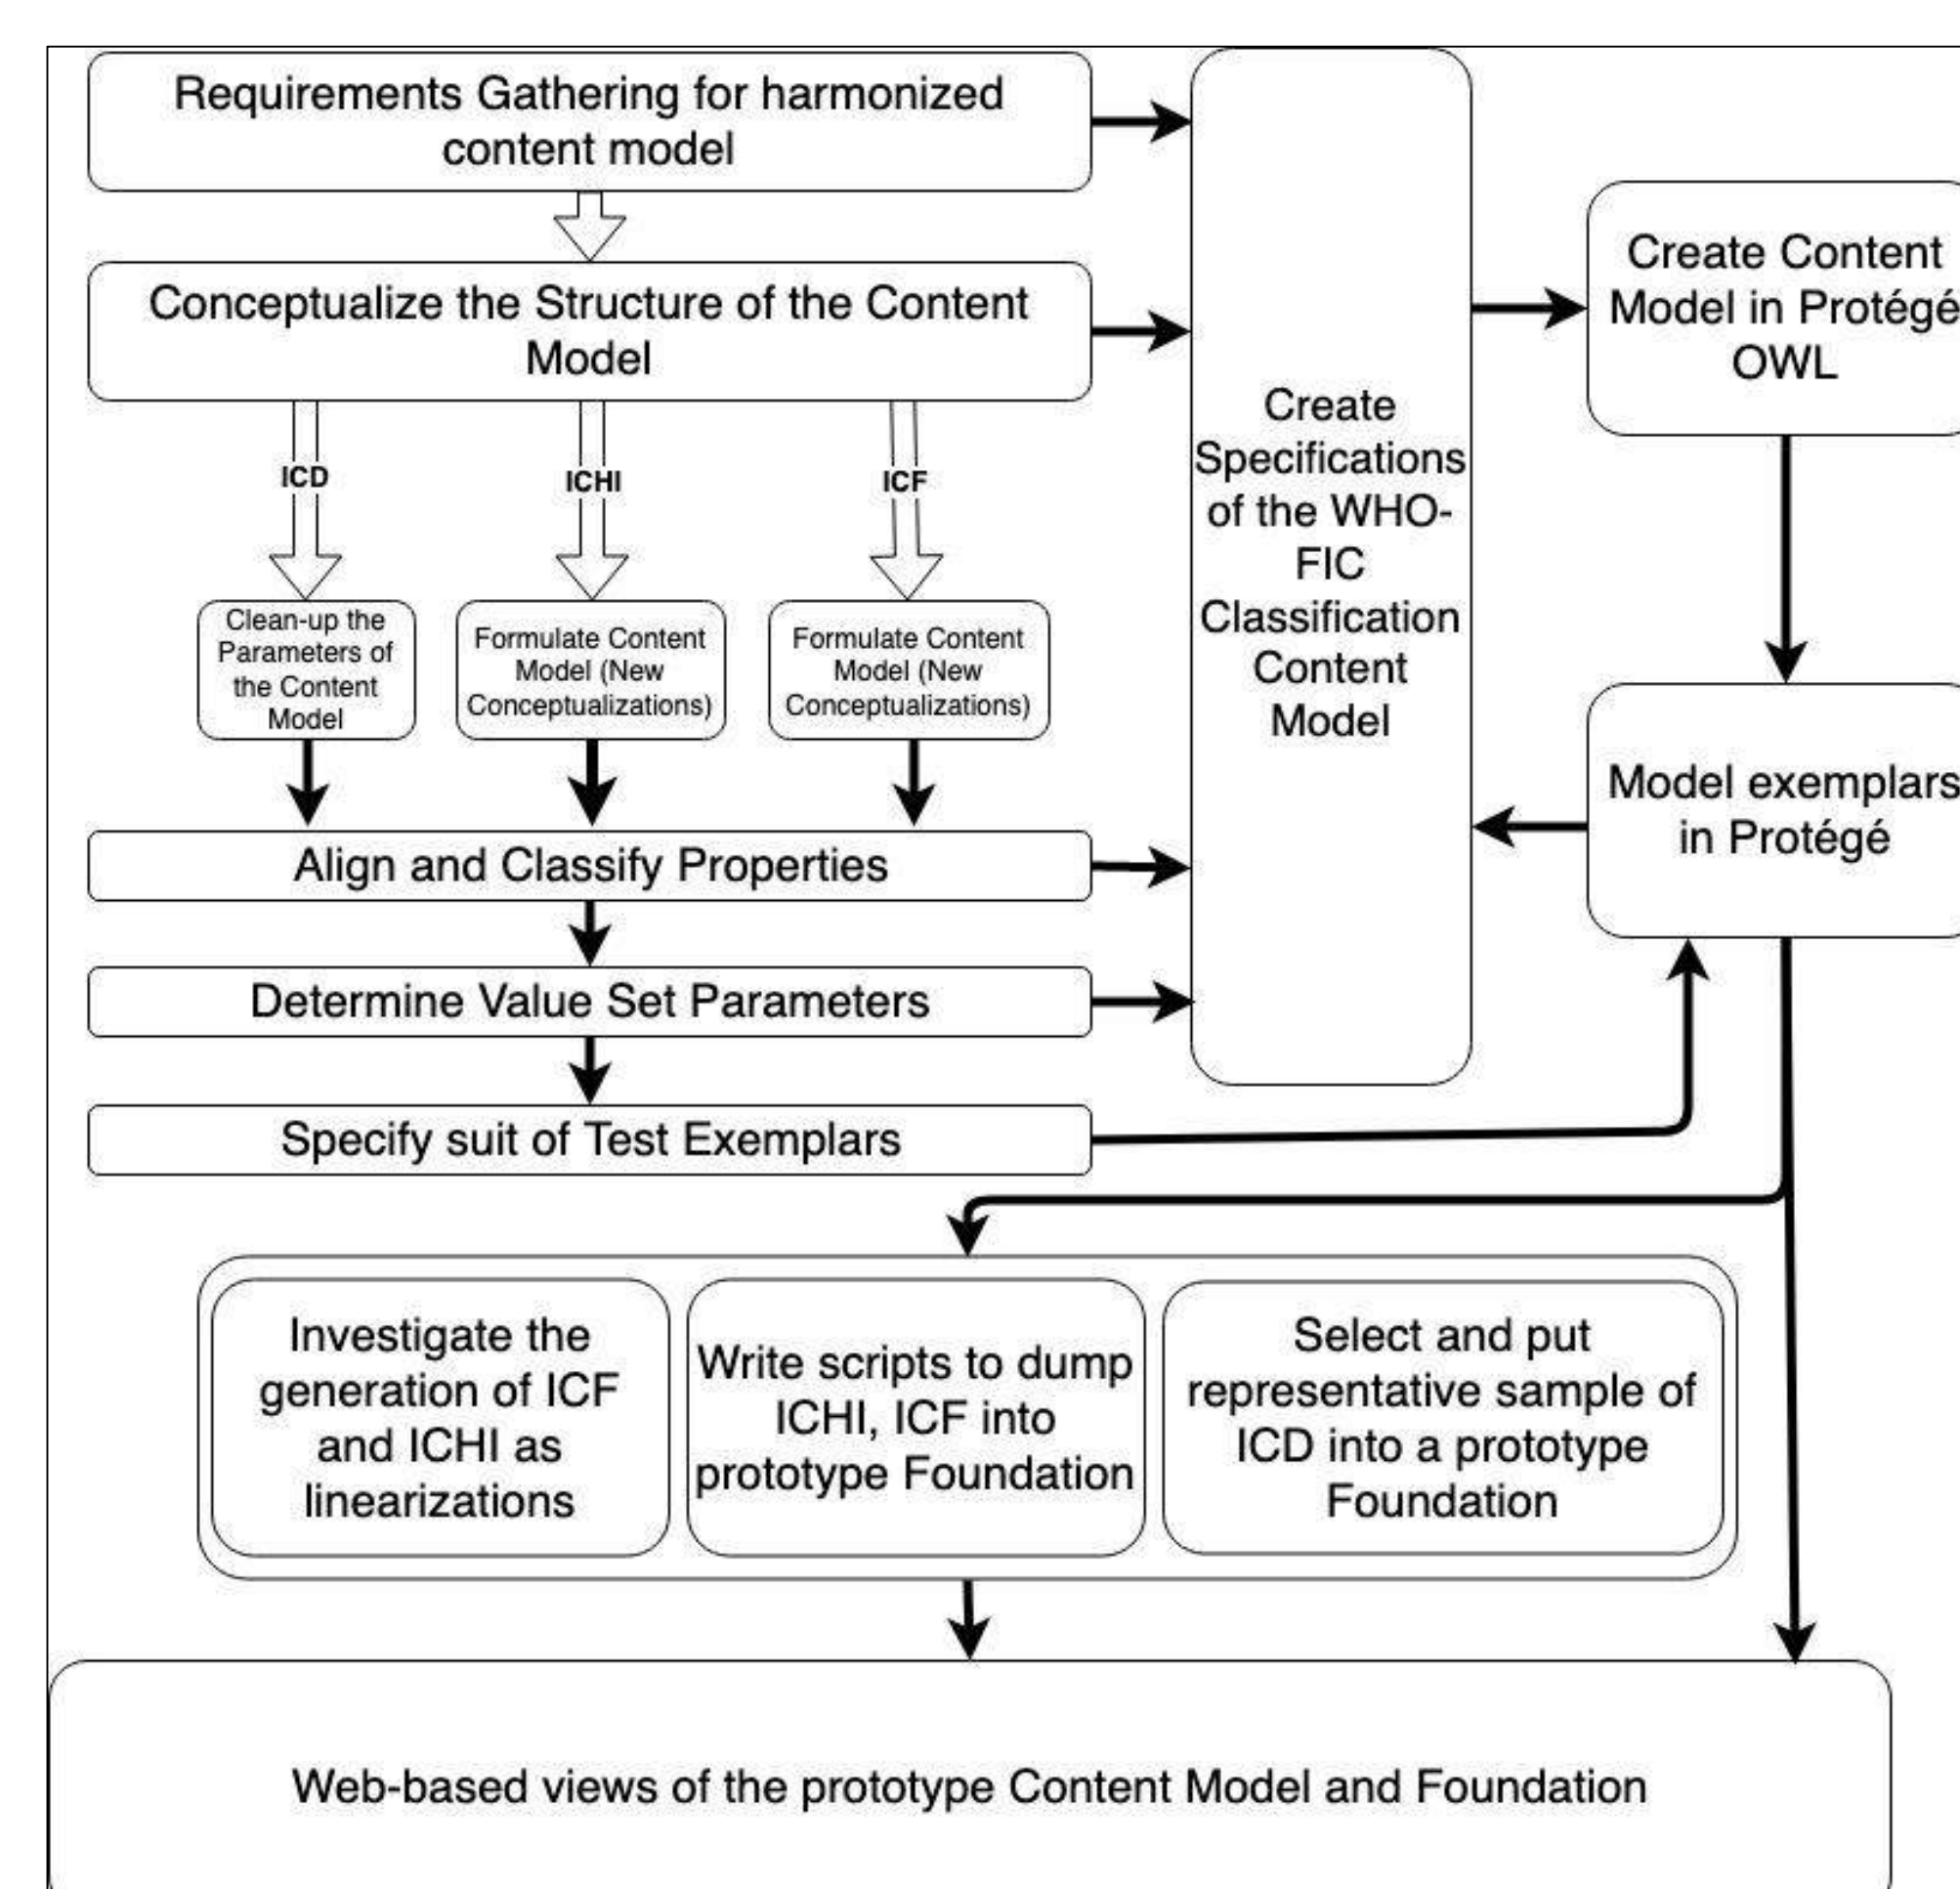 Requirements Gathering for harmonized
content model
Conceptualize the Structure of the Content
Model
ICD
ICHI
ICF
Clean-up the
Parameters of
the Content
Model
Formulate Content
Model (New
Conceptualizations)
Formulate Content
Model (New
Conceptualizations)
Align and Classify Properties
Determine Value Set Parameters
Specify suit of Test Exemplars
Create
Specifications
of the WHO-
FIC
Classification
Content
Model
Create Content
Model in Protégé
OWL
Model exemplars
in Protégé
Investigate the
generation of ICF
and ICHI as
linearizations
Write scripts to dump
ICHI, ICF into
prototype Foundation
Select and put
representative sample of
ICD into a prototype
Foundation
Web-based views of the prototype Content Model and Foundation